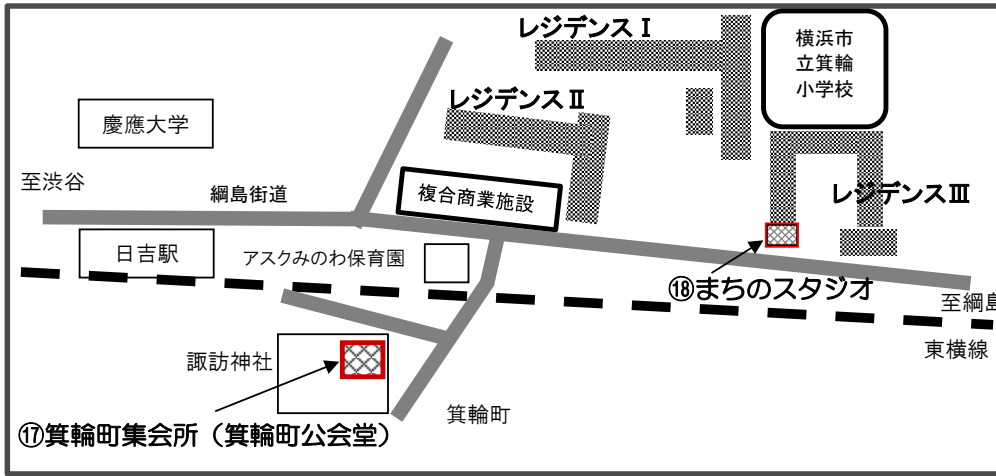 レジデンスⅠ
横浜市
立箕輪
小学校
レジデンスⅡ
慶應大学
至渋谷
綱島街道
複合商業施設
レジデンスⅢ
日吉駅
アスクみのわ保育園
⑱まちのスタジオ
至綱島
東横線
諏訪神社
箕輪町
⑰箕輪町集会所（箕輪町公会堂）